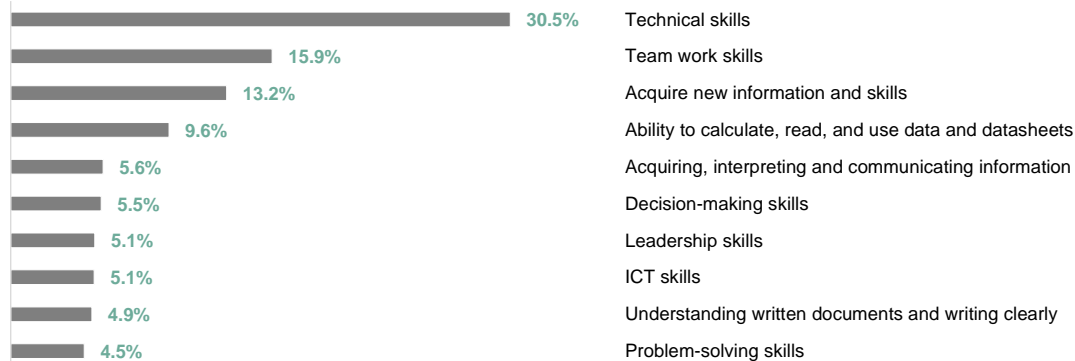 30.5% Technical skills
15.9% Team work skills
13.2% Acquire new information and skills
9.6% Ability to calculate, read, and use data and datasheets
5.6% Acquiring, interpreting and communicating information
5.5% Decision-making skills
5.1% Leadership skills
5.1% ICT skills
4.9% Understanding written documents and writing clearly
4.5% Problem-solving skills